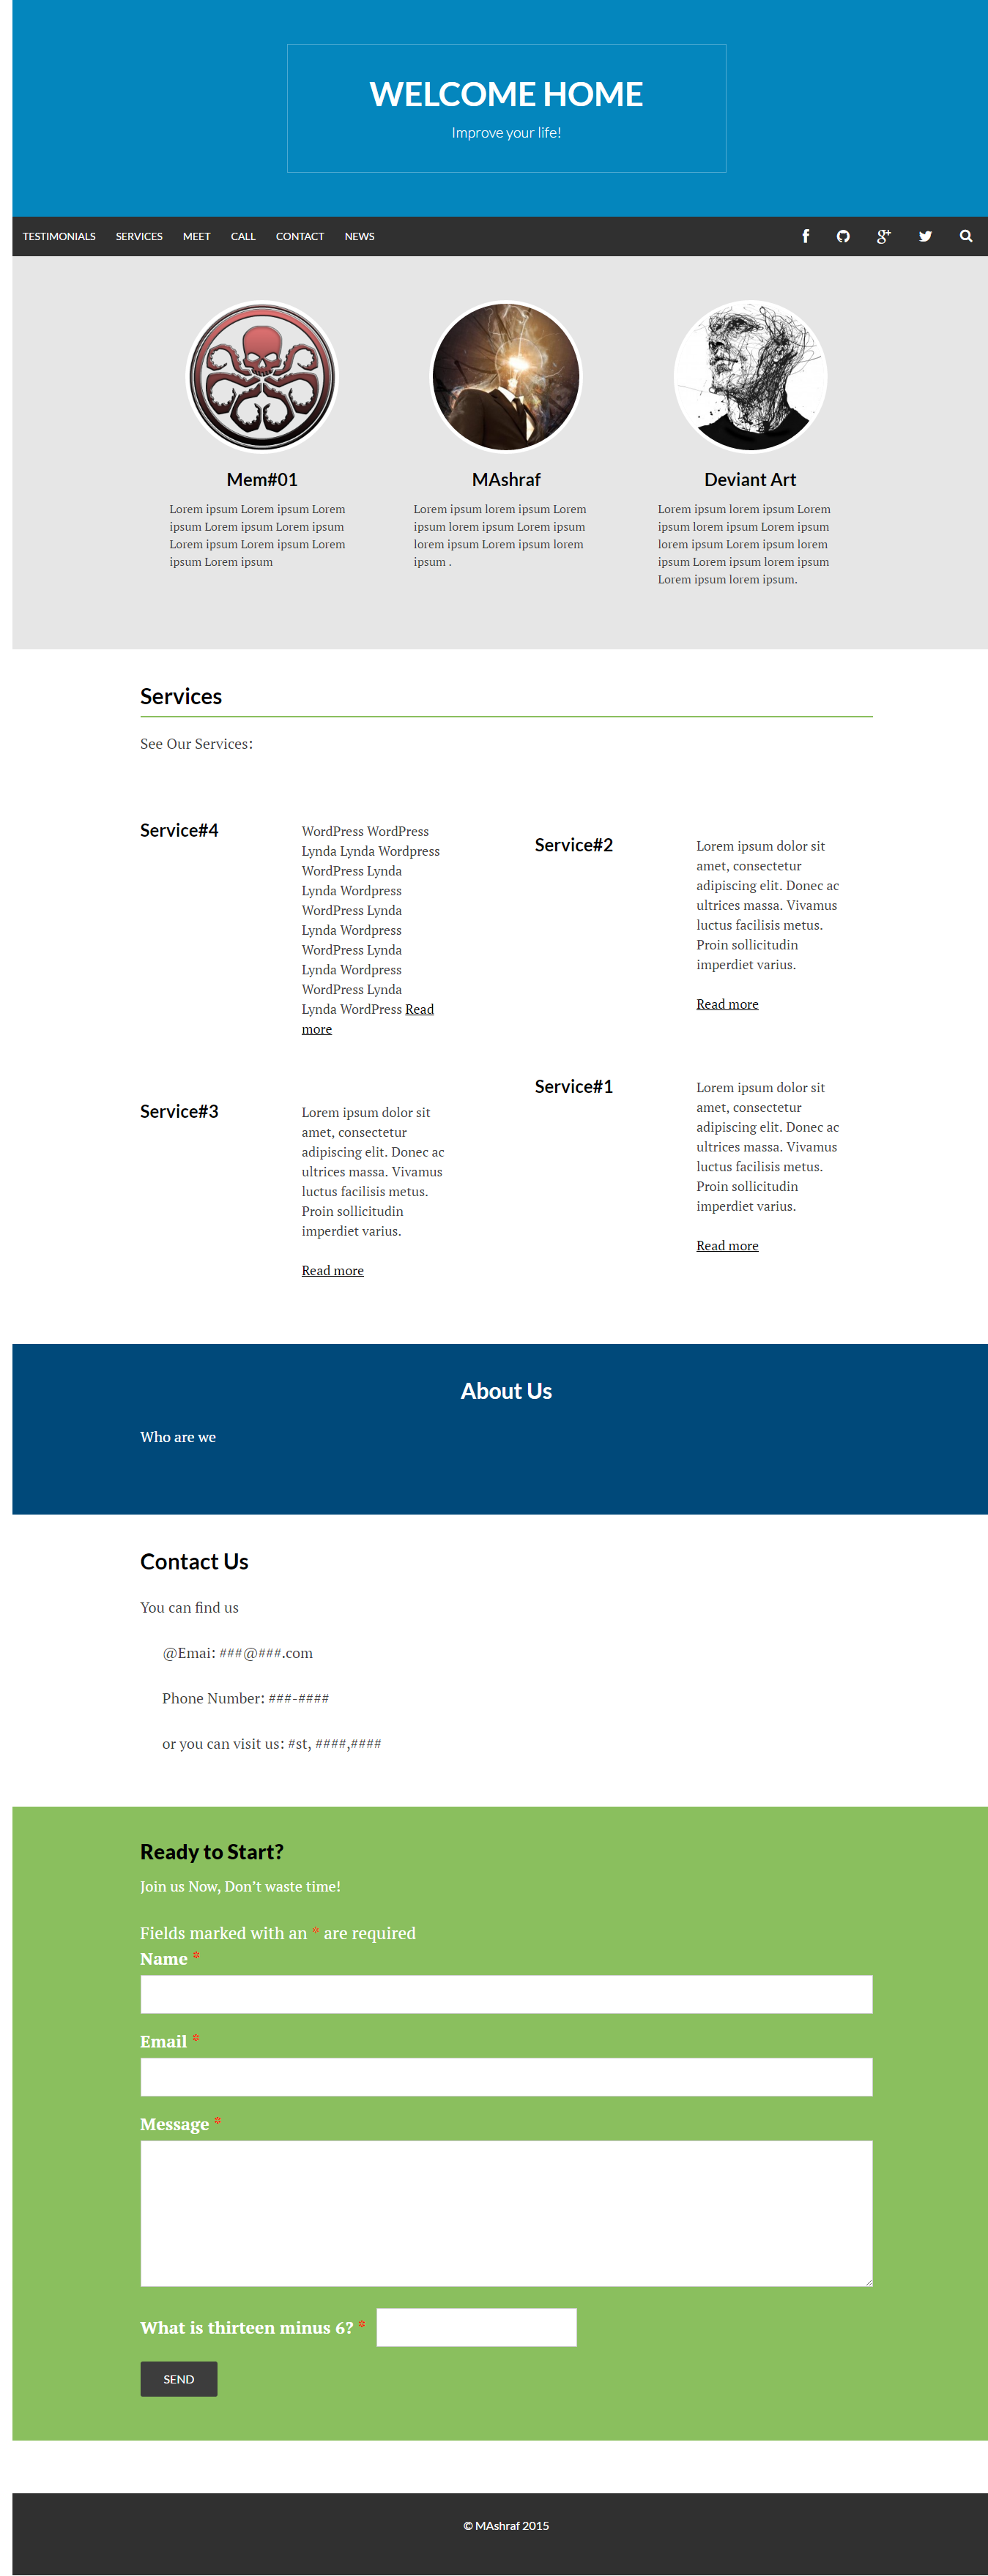 WELCOME HOME
Improve your life!
TESTIMONIALS SERVICES MEET CALL CONTACT NEWS
Mem#01
Lorem ipsum Lorem ipsum Lorem
ipsum Lorem ipsum Lorem ipsum
Lorem ipsum Lorem ipsum Lorem
ipsum Lorem ipsum
MAshraf
Lorem ipsum lorem ipsum Lorem
ipsum lorem ipsum Lorem ipsum
lorem ipsum Lorem ipsum lorem
ipsum .
Deviant Art
Lorem ipsum lorem ipsum Lorem
ipsum lorem ipsum Lorem ipsum
lorem ipsum Lorem ipsum lorem
ipsum Lorem ipsum lorem ipsum
Lorem ipsum lorem ipsum.
Services
See Our Services:
Service#4
WordPress WordPress
Lynda Lynda Wordpress
WordPress Lynda
Lynda Wordpress
WordPress Lynda
Lynda Wordpress
WordPress Lynda
Lynda Wordpress
WordPress Lynda
Lynda WordPress Read
more
Service#2
Lorem ipsum dolor sit
amet, consectetur
adipiscing elit. Donec ac
ultrices massa. Vivamus
luctus facilisis metus.
Proin sollicitudin
imperdiet varius.
Read more
Service#3
Lorem ipsum dolor sit
amet, consectetur
adipiscing elit. Donec ac
ultrices massa. Vivamus
luctus facilisis metus.
Proin sollicitudin
imperdiet varius.
Read more
Service#1
Lorem ipsum dolor sit
amet, consectetur
adipiscing elit. Donec ac
ultrices massa. Vivamus
luctus facilisis metus.
Proin sollicitudin
imperdiet varius.
Read more
About Us
Who are we
Contact Us
You can find us
@Emai: ###@###.com
Phone Number: ###-####
or you can visit us: #st, ####,####
Ready to Start?
Join us Now, Don’t waste time!
Fields marked with an * are required
Name *
Email *
Message *
What is thirteen minus 6? *
SEND
© MAshraf 2015